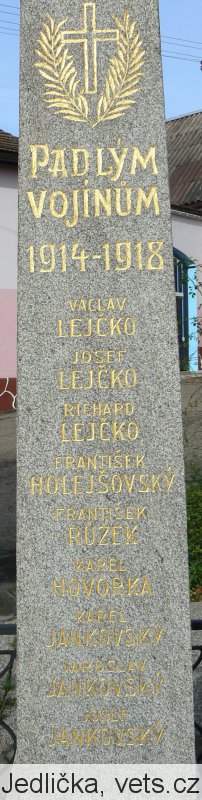 PADLÝM
VOJÍNŮM
1914-1918
VÁCLAV
LEJČKO
JOSEF
LEJČKO
RICHARD
LEJČKO
FRANTIŠEK
HOLEJŠOVSKÝ
FRANTIŠEK
RŮŽEK
KAREL
HOVORKA
KAREL
JANKOVSKÝ
JAROSLAV
JANKOVSKÝ
JOSEF
JANKOVSKÝ
Jedlička, vets.cz